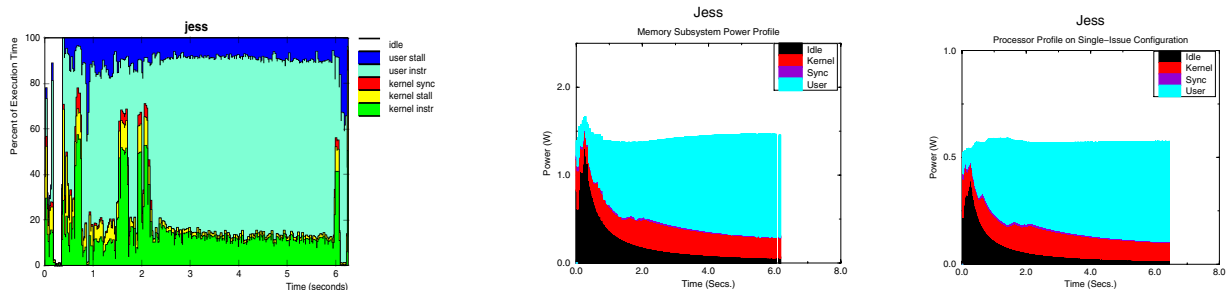 jess
Percent of Execution Time
100
80
60
40
20
0
0
1
2
3
4
5
6
Time (seconds)
idle
user stall
user instr
kernel sync
kernel stall
kernel instr
Jess
Memory Subsystem Power Profile
Power (W)
2.0
1.0
0.0
0.0
2.0
4.0
6.0
8.0
Time (Secs.)
Idle
Kernel
Sync
User
Jess
Processor Profile on Single–Issue Configuration
Power (W)
1.0
0.5
0.0
0.0
2.0
4.0
6.0
8.0
Time (Secs.)
Idle
Kernel
Sync
User